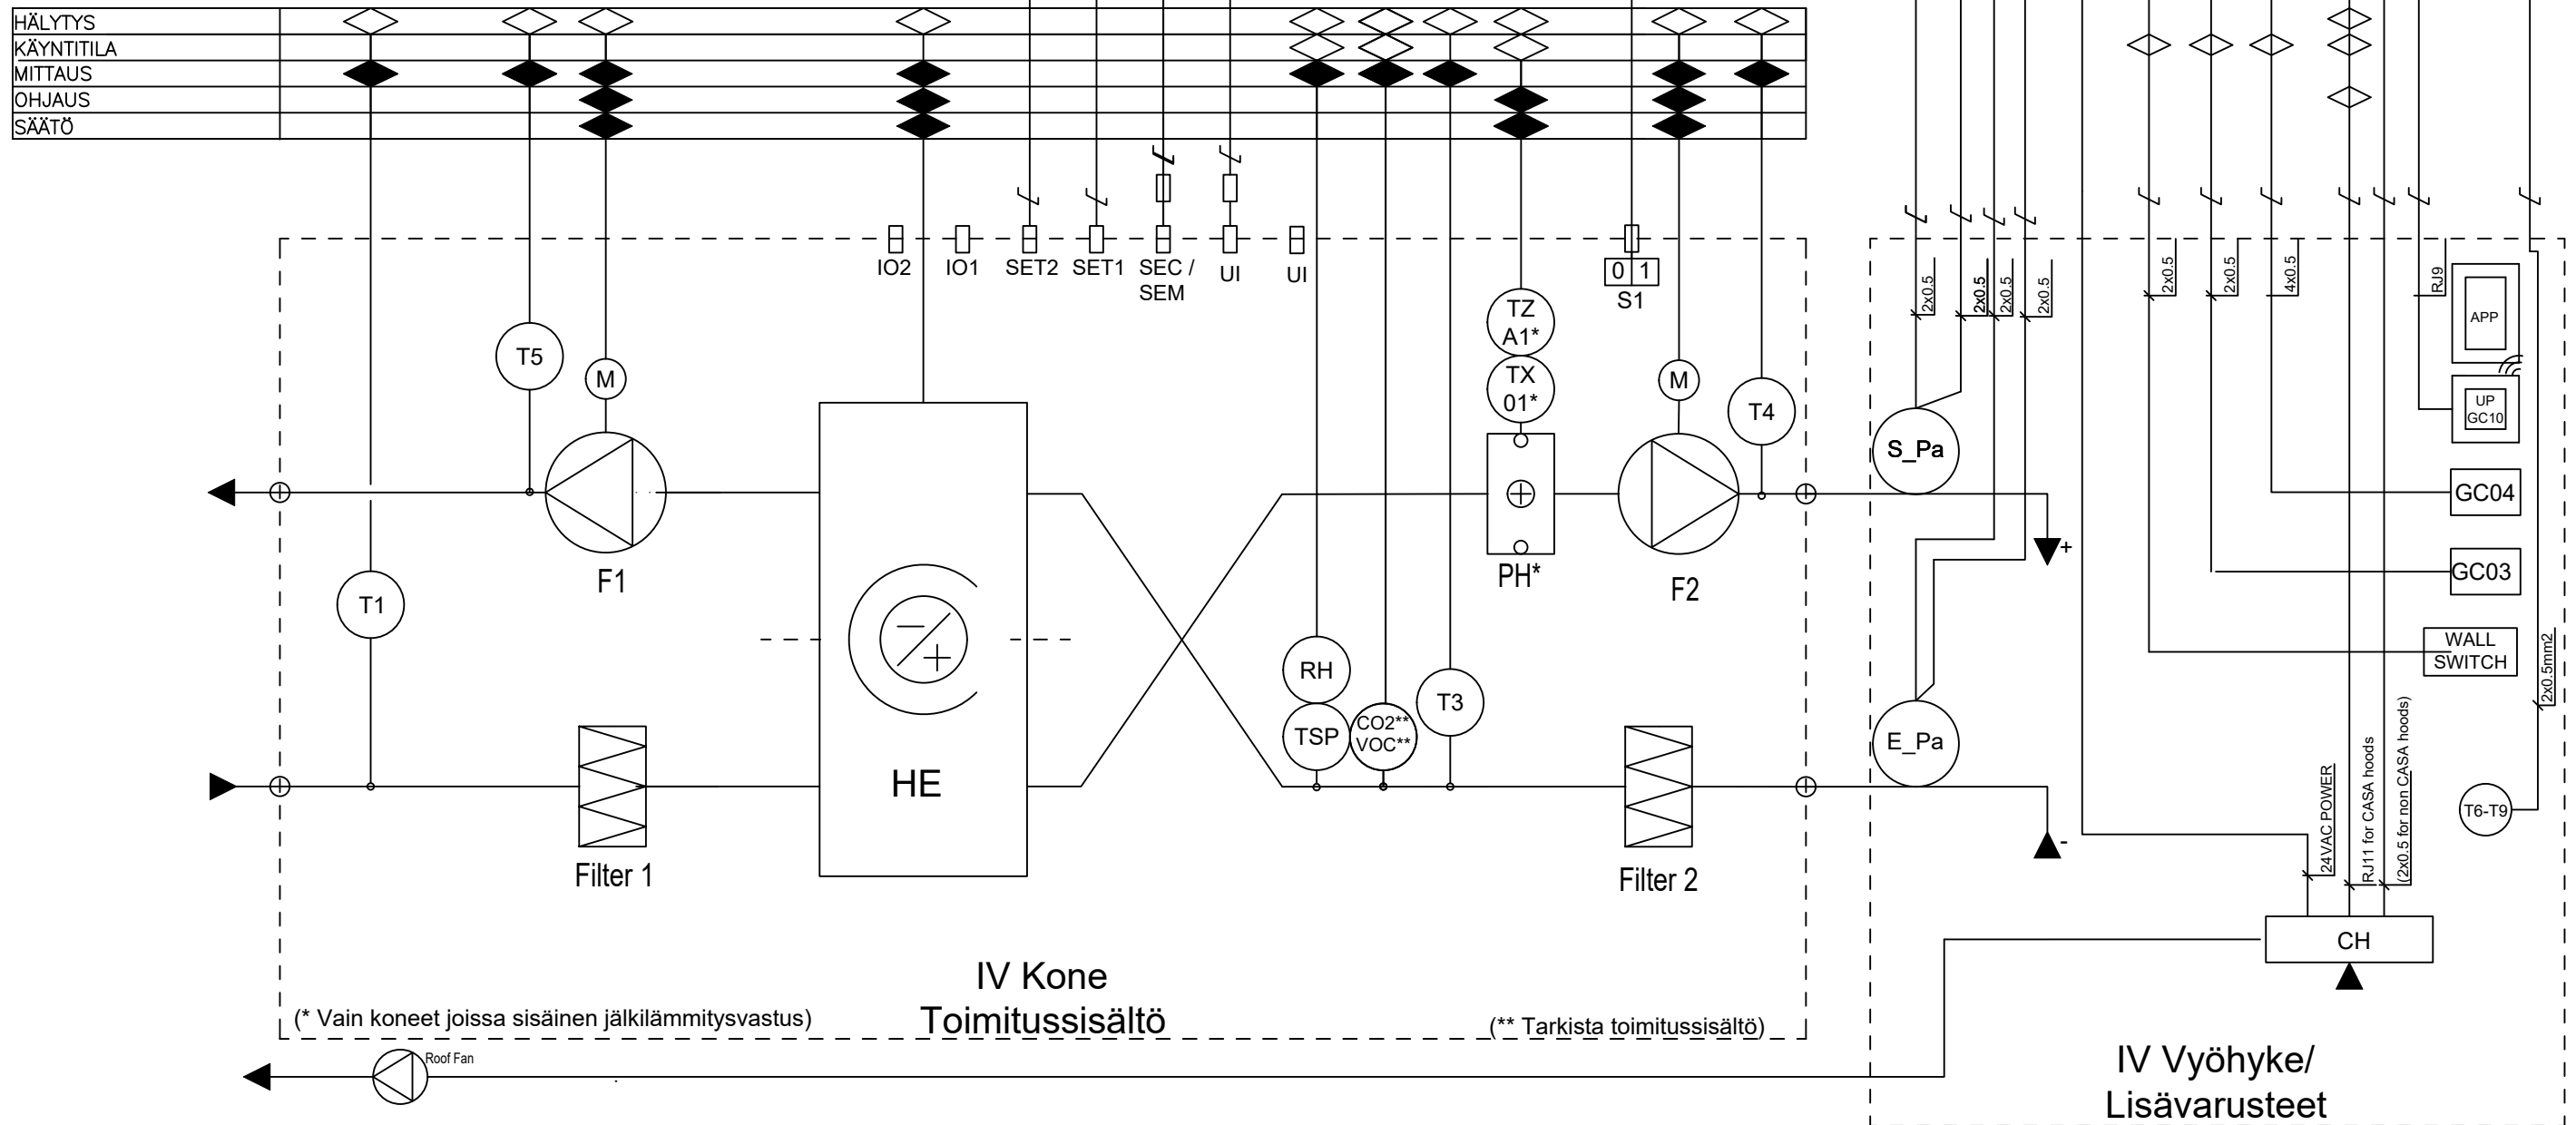 HÄLYTYS
KÄYNTITILA
MITTAUS
OHJAUS
SÄÄTÖ
IO2
IO1
SET2
SET1
SEC /
SEM
UI
UI
0 1
S1
2x0.5
2x0.5
2x0.5
2x0.5
2x0.5
2x0.5
4x0.5
RJ9
APP
UP
GC10
T5
M
TZ
A1*
TX
01*
M
T4
S_Pa
GC04
GC03
WALL
SWITCH
2x0.5mm2
F1
PH*
F2
+
T1
RH
TSP
CO2**
VOC**
T3
E_Pa
HE
Filter 1
Filter 2
-
24VAC POWER
RJ11 for CASA hoods
(2x0.5 for non CASA hoods)
T6-T9
CH
IV Kone
Toimitussisältö
(* Vain koneet joissa sisäinen jälkilämmitysvastus)
(** Tarkista toimitussisältö)
Roof Fan
IV Vyöhyke/
Lisävarusteet